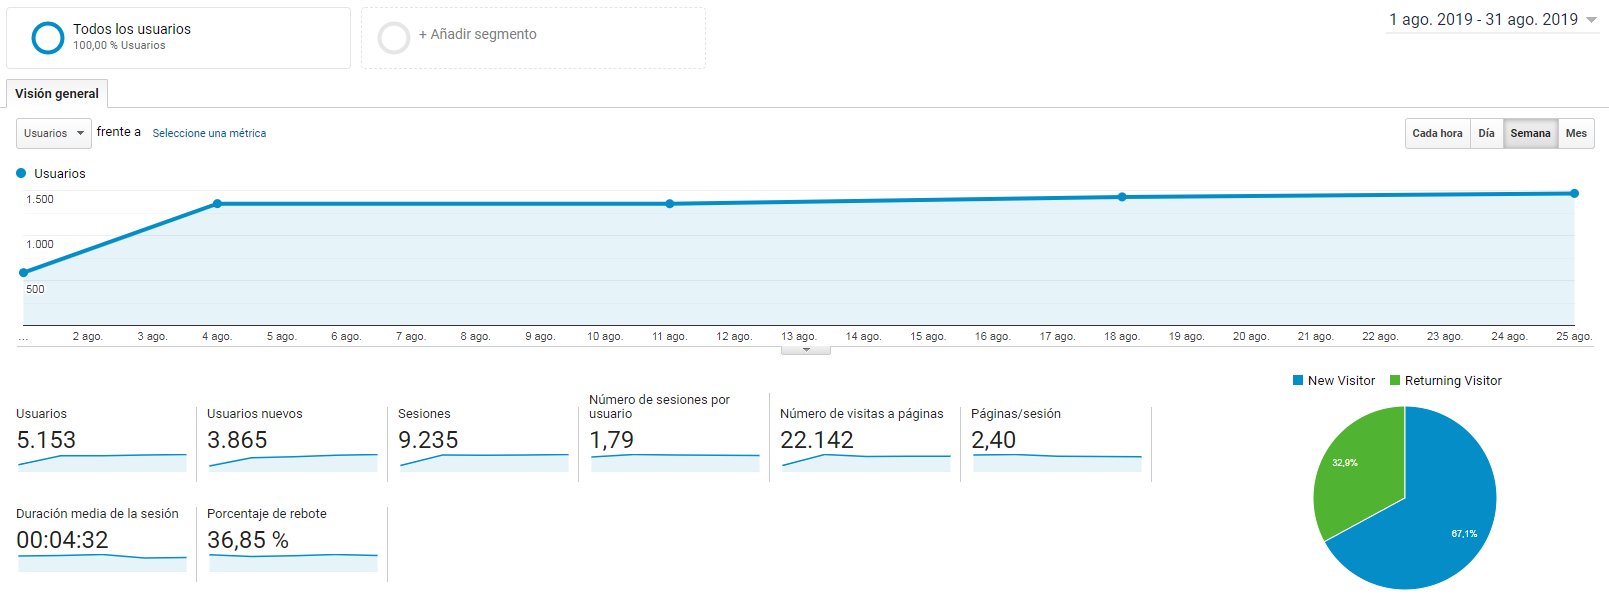 Todos los usuarios
100,00 % Usuarios
+ Añadir segmento
1 ago. 2019 - 31 ago. 2019
Visión general
Usuarios
frente a
Seleccione una métrica
Cada hora
Día
Semana
Mes
Usuarios
1.500
1.000
500
... 2 ago. 3 ago. 4 ago. 5 ago. 6 ago. 7 ago. 8 ago. 9 ago. 10 ago. 11 ago. 12 ago. 13 ago. 14 ago. 15 ago. 16 ago. 17 ago. 18 ago. 19 ago. 20 ago. 21 ago. 22 ago. 23 ago. 24 ago. 25 ago.
New Visitor
Returning Visitor
Usuarios
5.153
Usuarios nuevos
3.865
Sesiones
9.235
Número de sesiones por
usuario
1,79
Número de visitas a páginas
22.142
Páginas/sesión
2,40
32,9%
67,1%
Duración media de la sesión
00:04:32
Porcentaje de rebote
36,85 %